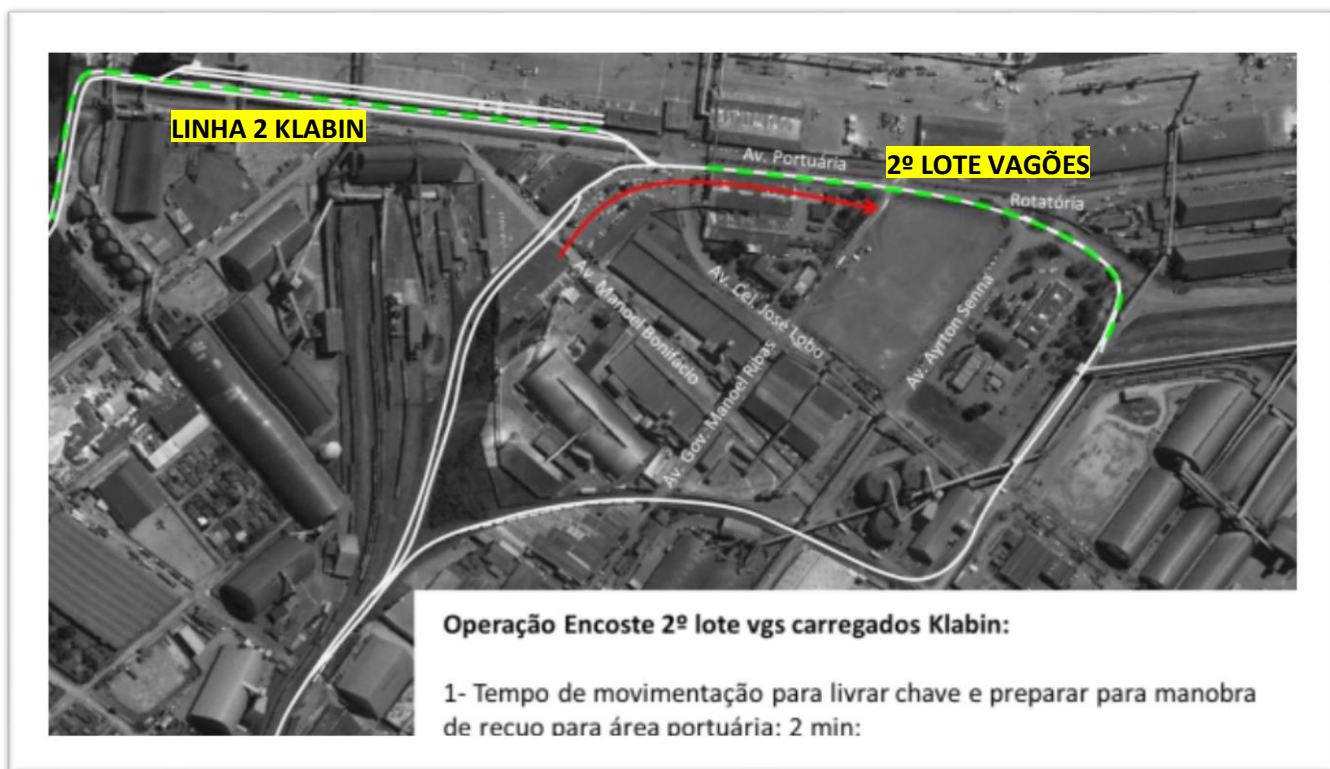 LINHA 2 KLABIN
Av. Portuária
2º LOTE VAGÕES
Rotatória
Av. Manoel Bonifácio
Av. Cel. José Lobo
Av. Gov. Manoel Ribas
Av. Ayrton Senna
Operação Encoste 2º lote vgs carregados Klabin:
1- Tempo de movimentação para livrar chave e preparar para manobra
de recuo para área portuária: 2 min;